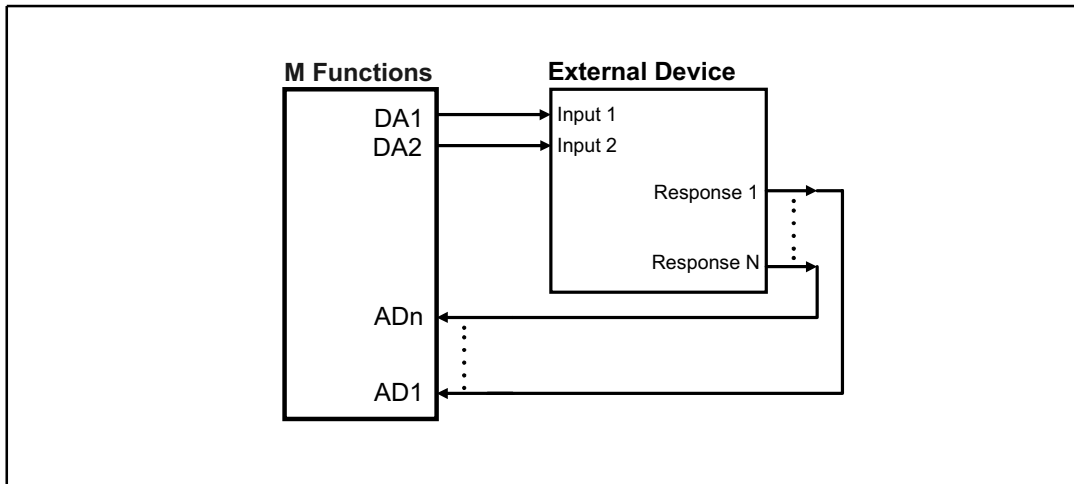 M Functions
DA1
DA2
ADn
AD1
External Device
Input 1
Input 2
Response 1
Response N